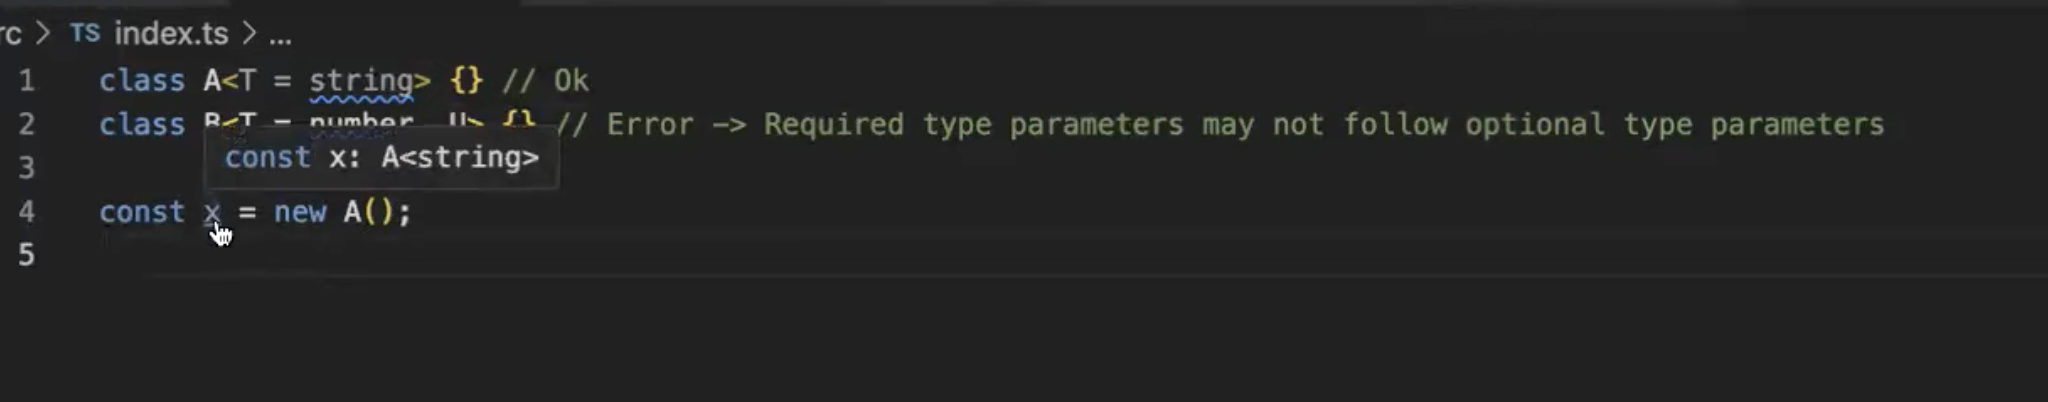 rc > TS index.ts > ...
1 class A<T = string> {} // Ok
2 class B<T = number, U> {} // Error -> Required type parameters may not follow optional type parameters
const x: A<string>
3
4 const x = new A();
5